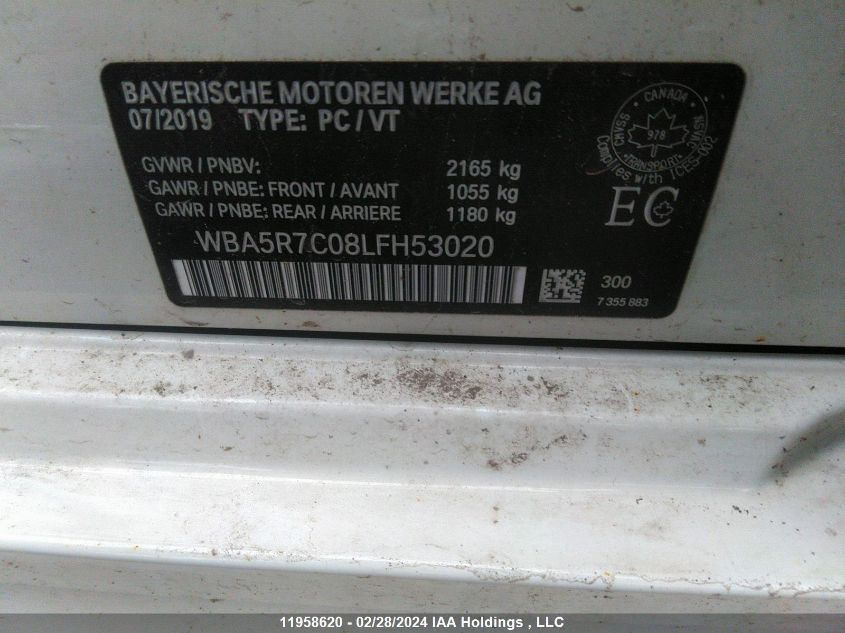 BAYERISCHE MOTOREN WERKE AG
07/2019 TYPE: PC / VT
GVWR / PNBV: 2165 kg
GAWR / PNBE: FRONT / AVANT 1055 kg
GAWR / PNBE: REAR / ARRIERE 1180 kg
WBA5R7C08LFH53020
CANADA
CMVSS
NSVAC
978
TRANSPORT
Complies with ICES-002
EC
300
7 355 883
11958620 - 02/28/2024 IAA Holdings , LLC